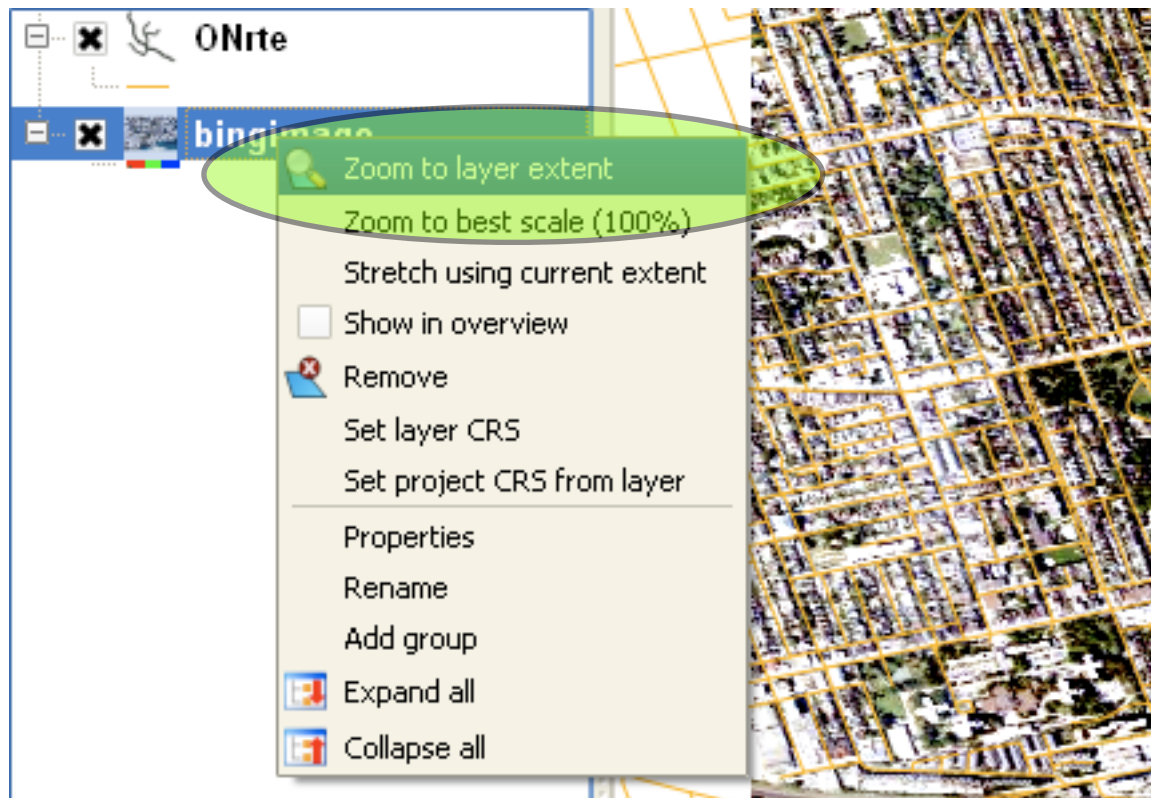 ONrte
bingimage
Zoom to layer extent
Zoom to best scale (100%)
Stretch using current extent
Show in overview
Remove
Set layer CRS
Set project CRS from layer
Properties
Rename
Add group
Expand all
Collapse all